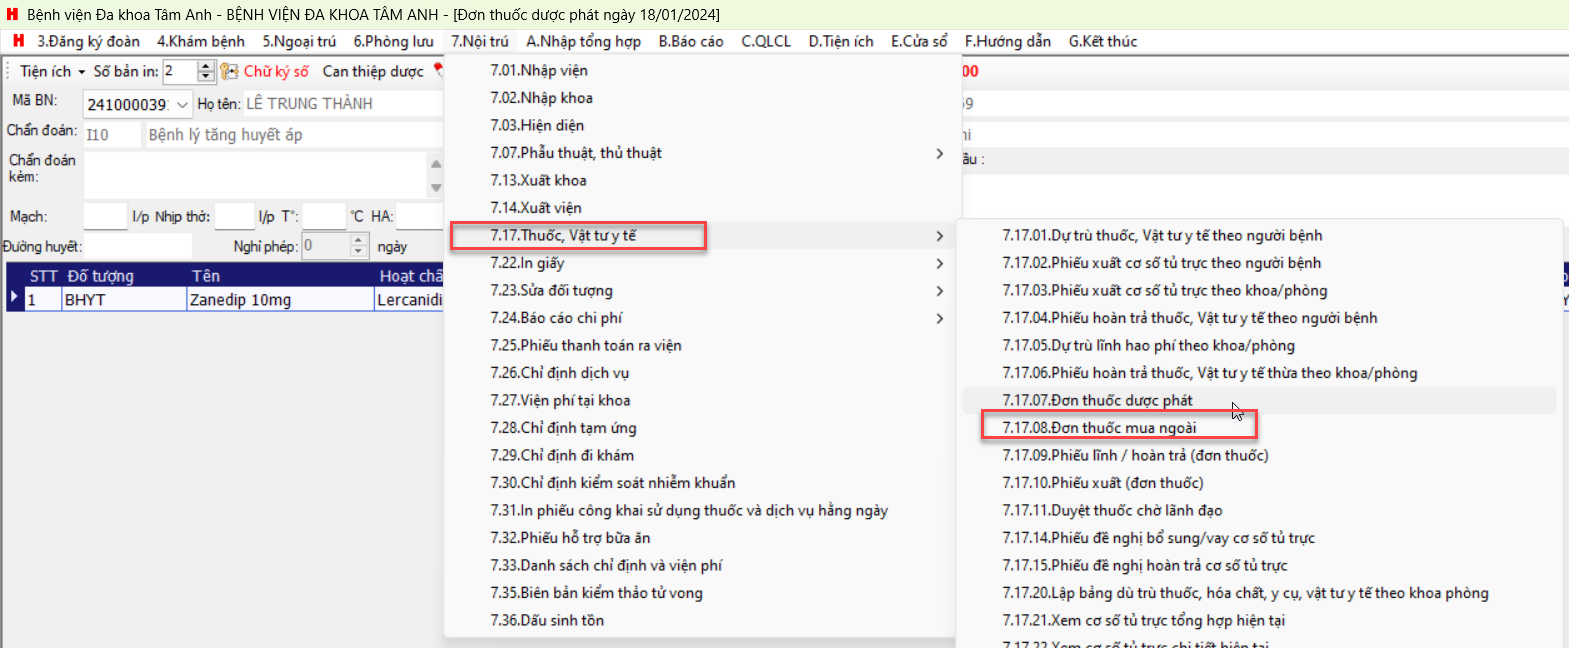 Bệnh viện Đa khoa Tâm Anh - BỆNH VIỆN ĐA KHOA TÂM ANH - [Đơn thuốc dược phát ngày 18/01/2024]
3.Đăng ký đoàn 4.Khám bệnh 5.Ngoại trú 6.Phòng lưu 7.Nội trú A.Nhập tổng hợp B.Báo cáo C.QLCL D.Tiện ích E.Cửa sổ F.Hướng dẫn G.Kết thúc
Tiện ích Số bản in: 2 Chữ ký số Can thiệp dược 00
Mã BN: 241000039 Họ tên: LÊ TRUNG THÀNH 59
Chẩn đoán: I10 Bệnh lý tăng huyết áp
Chẩn đoán
kèm:
Mạch: l/p Nhịp thở: l/p T°: °C HA:
Đường huyết: Nghỉ phép: 0 ngày
STT Đố tượng Tên Hoạt chấ
1 BHYT Zanedip 10mg Lercanidi
7.01.Nhập viện
7.02.Nhập khoa
7.03.Hiện diện
7.07.Phẫu thuật, thủ thuật
7.13.Xuất khoa
7.14.Xuất viện
7.17.Thuốc, Vật tư y tế
7.22.In giấy
7.23.Sửa đối tượng
7.24.Báo cáo chi phí
7.25.Phiếu thanh toán ra viện
7.26.Chỉ định dịch vụ
7.27.Viện phí tại khoa
7.28.Chỉ định tạm ứng
7.29.Chỉ định đi khám
7.30.Chỉ định kiểm soát nhiễm khuẩn
7.31.In phiếu công khai sử dụng thuốc và dịch vụ hằng ngày
7.32.Phiếu hỗ trợ bữa ăn
7.33.Danh sách chỉ định và viện phí
7.35.Biên bản kiểm thảo tử vong
7.36.Dấu sinh tồn
7.17.01.Dự trù thuốc, Vật tư y tế theo người bệnh
7.17.02.Phiếu xuất cơ số tủ trực theo người bệnh
7.17.03.Phiếu xuất cơ số tủ trực theo khoa/phòng
7.17.04.Phiếu hoàn trả thuốc, Vật tư y tế theo người bệnh
7.17.05.Dự trù lĩnh hao phí theo khoa/phòng
7.17.06.Phiếu hoàn trả thuốc, Vật tư y tế thừa theo khoa/phòng
7.17.07.Đơn thuốc dược phát
7.17.08.Đơn thuốc mua ngoài
7.17.09.Phiếu lĩnh / hoàn trả (đơn thuốc)
7.17.10.Phiếu xuất (đơn thuốc)
7.17.11.Duyệt thuốc chờ lãnh đạo
7.17.14.Phiếu đề nghị bổ sung/vay cơ số tủ trực
7.17.15.Phiếu đề nghị hoàn trả cơ số tủ trực
7.17.20.Lập bảng dù trù thuốc, hóa chất, y cụ, vật tư y tế theo khoa phòng
7.17.21.Xem cơ số tủ trực tổng hợp hiện tại
7.17.22.Xem cơ số tủ trực chi tiết hiện tại